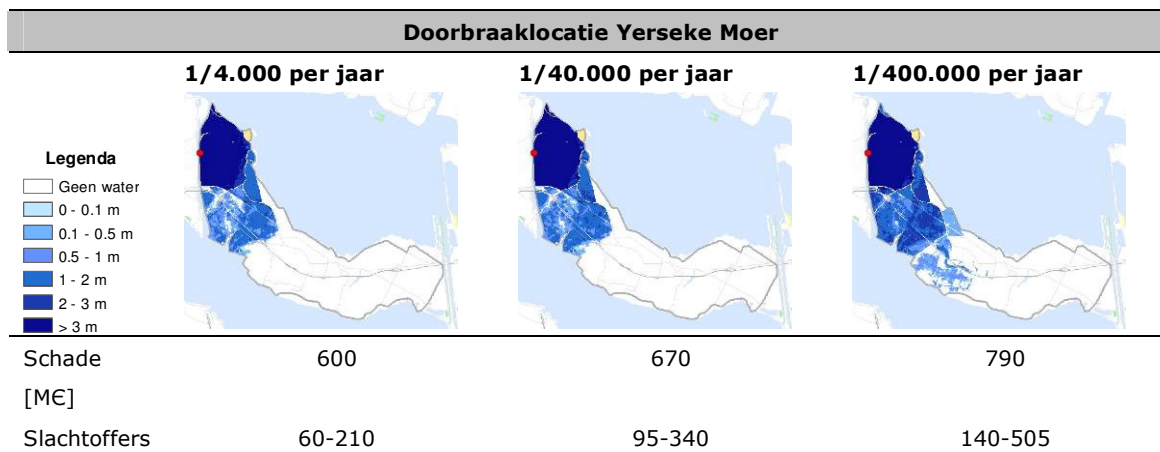 Doorbraaklocatie Yerseke Moer
1/4.000 per jaar 1/40.000 per jaar 1/400.000 per jaar
Legenda
Geen water
0 - 0.1 m
0.1 - 0.5 m
0.5 - 1 m
1 - 2 m
2 - 3 m
> 3 m
Schade 600 670 790
[M€]
Slachtoffers 60-210 95-340 140-505